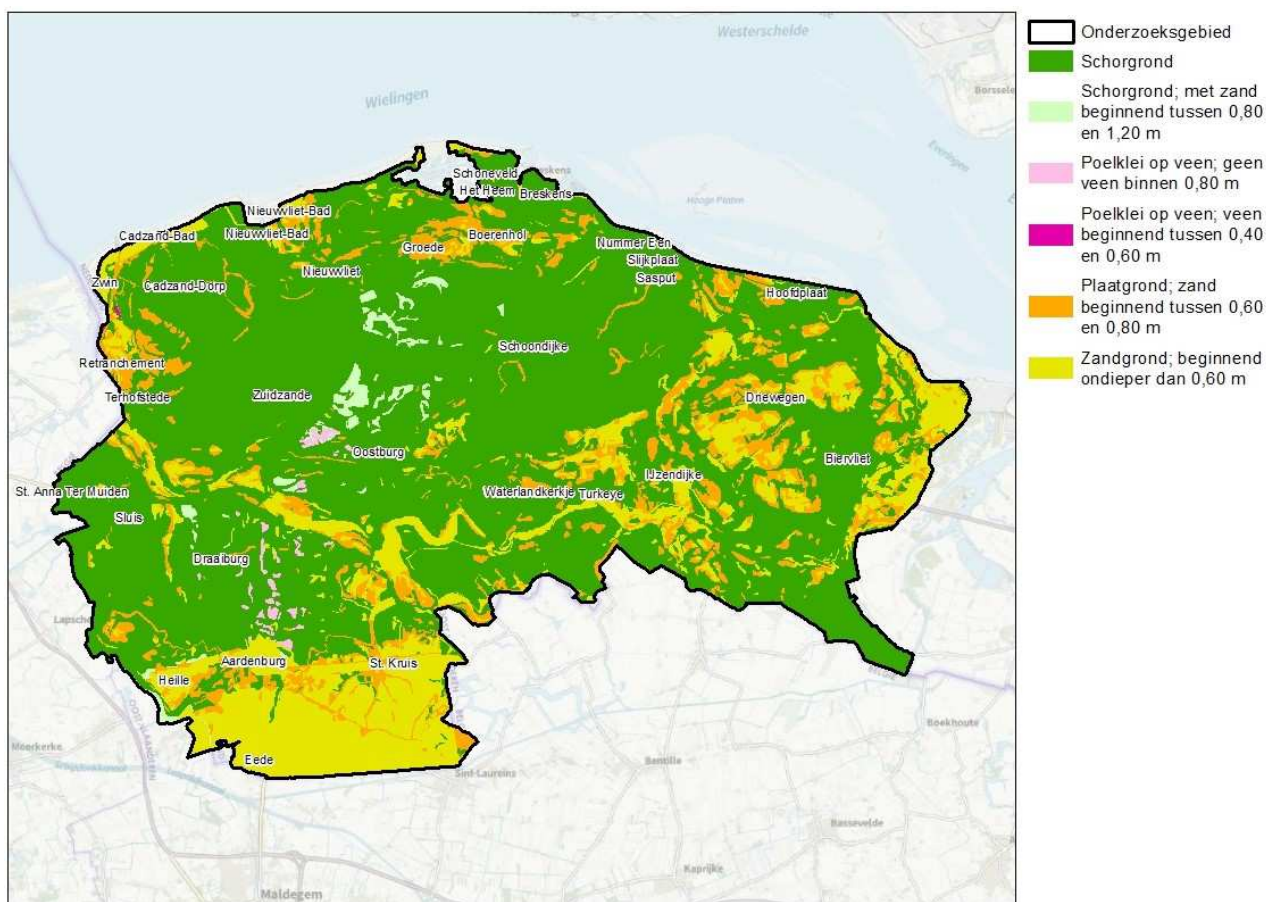 Westerschelde
Borssele
Wielingen
Everingen
Hooge Platen
Schoneveld
Het Heem
Breskens
Nieuwvliet-Bad
Cadzand-Bad
Nieuwvliet-Bad
Groede
Boerenhol
Nummer Een
Slijkplaat
Sasput
Zwin
Cadzand-Dorp
Nieuwvliet
Hoofdplaat
Schoondijke
Retranchement
Terhofstede
Zuidzande
Driewegen
Oostburg
Biervliet
IJzendijke
St. Anna Ter Muiden
Waterlandkerkje
Turkeye
Sluis
Draaiburg
Aardenburg
St. Kruis
Heille
Eede
Moerkerke
Sint-Laureins
Bentille
Boekhoute
Bassevelde
Kaprijke
Maldegem
Onderzoeksgebied
Schorgrond
Schorgrond; met zand
beginnend tussen 0,80
en 1,20 m
Poelklei op veen; geen
veen binnen 0,80 m
Poelklei op veen; veen
beginnend tussen 0,40
en 0,60 m
Plaatgrond; zand
beginnend tussen 0,60
en 0,80 m
Zandgrond; beginnend
ondieper dan 0,60 m